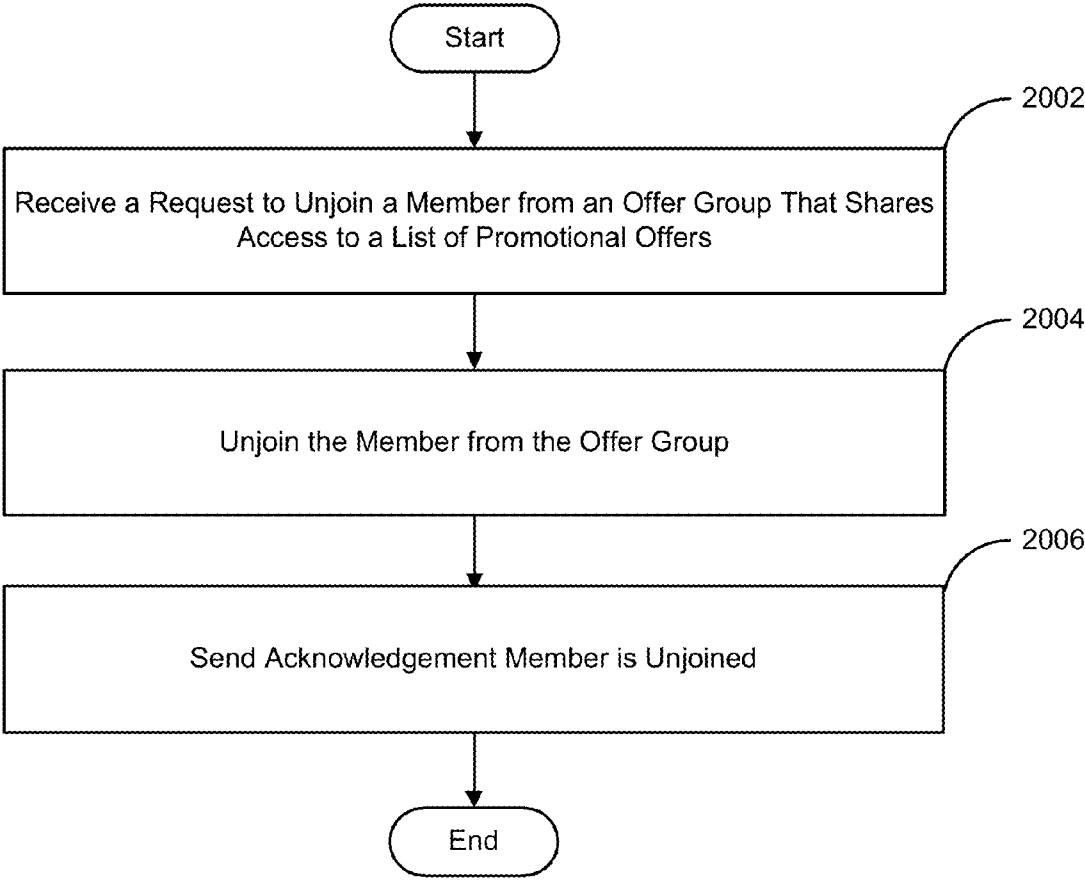 Start
2002
Receive a Request to Unjoin a Member from an Offer Group That Shares
Access to a List of Promotional Offers
2004
Unjoin the Member from the Offer Group
2006
Send Acknowledgement Member is Unjoined
End